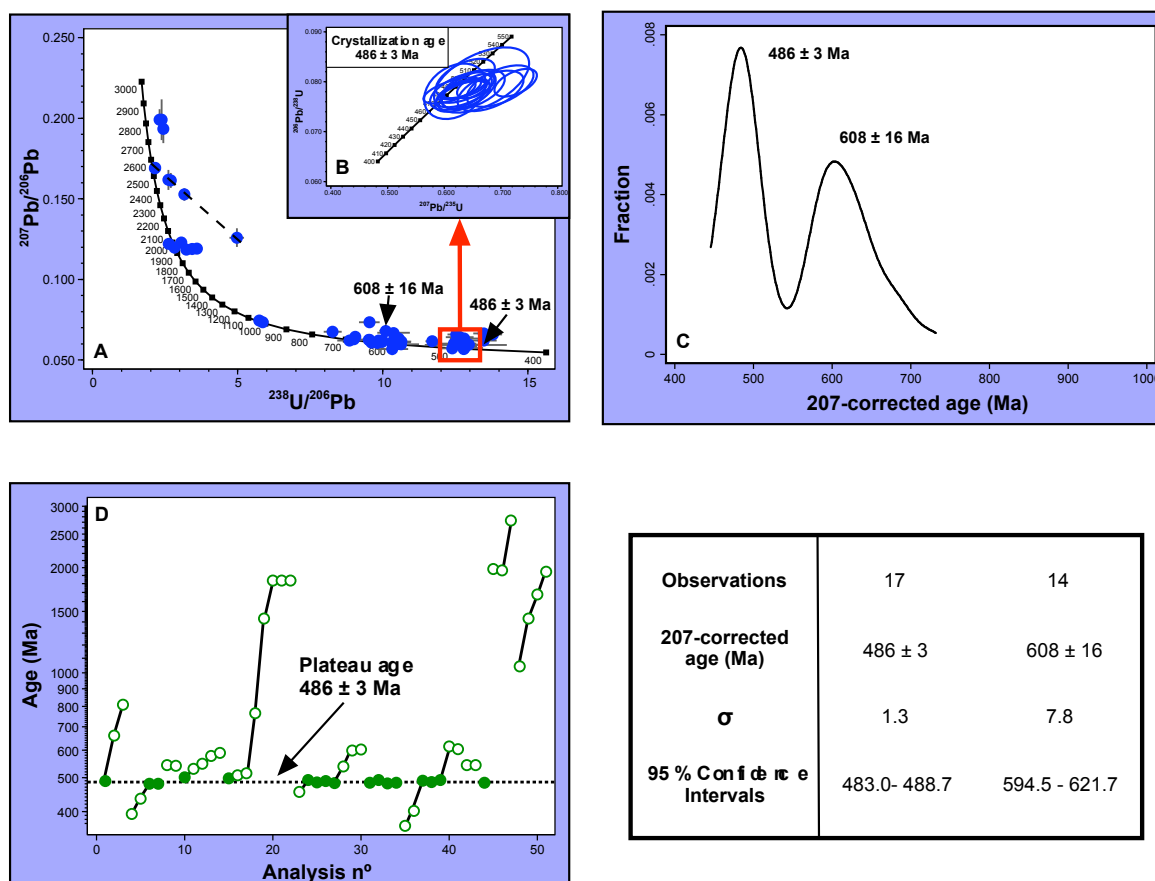 0.250
0.200
0.150
0.100
0.050
207Pb/206Pb
A
3000
2900
2800
2700
2600
2500
2400
2300
2200
2100
2000
1900
1800
1700
1600
1500
1400
1300
1200
1100
1000
900
800
700
600
500
400
608 ± 16 Ma
486 ± 3 Ma
0 5 10 15
238U/206Pb
0.090
0.080
0.070
0.060
206Pb/238U
Crystallization age
486 ± 3 Ma
B
550
540
510
460
450
440
430
420
410
400
0.400 0.500 0.600 0.700 0.800
207Pb/235U
.008
.006
.004
.002
0
Fraction
486 ± 3 Ma
608 ± 16 Ma
C
400 500 600 700 800 900 1000
207-corrected age (Ma)
D
3000
2500
2000
1500
1000
900
800
700
600
500
400
Age (Ma)
Plateau age
486 ± 3 Ma
0 10 20 30 40 50
Analysis nº
Observations 17 14
207-corrected
age (Ma) 486 ± 3 608 ± 16
σ 1.3 7.8
95 % Confidence
Intervals 483.0- 488.7 594.5 - 621.7